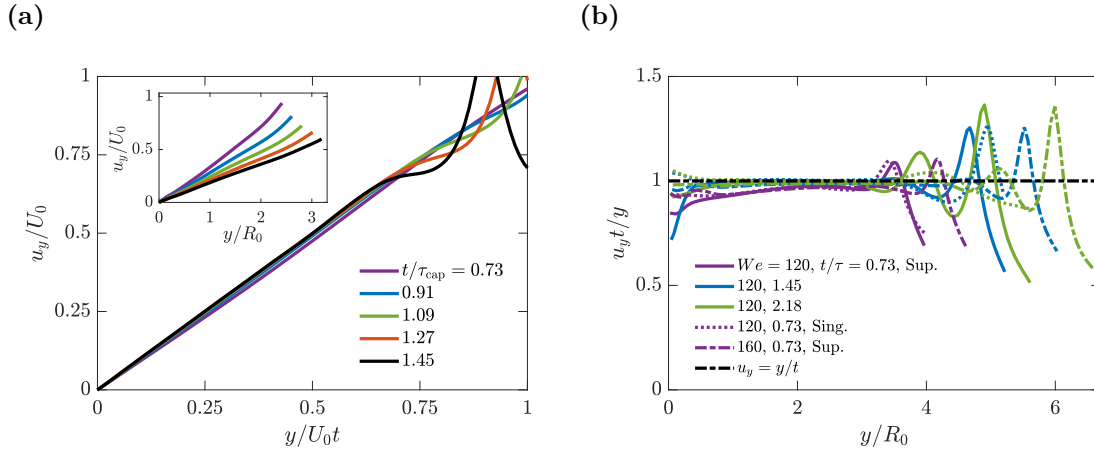 (a)
(b)
1
0.75
0.5
0.25
0
0
0.25
0.5
0.75
1
u_y/U_0
y/U_0t
1
0.5
0
0
1
2
3
u_y/U_0
y/R_0
t/τ_cap = 0.73
0.91
1.09
1.27
1.45
1.5
1
0.5
0
0
2
4
6
u_yt/y
y/R_0
We = 120, t/τ = 0.73, Sup.
120, 1.45
120, 2.18
120, 0.73, Sing.
160, 0.73, Sup.
u_y = y/t